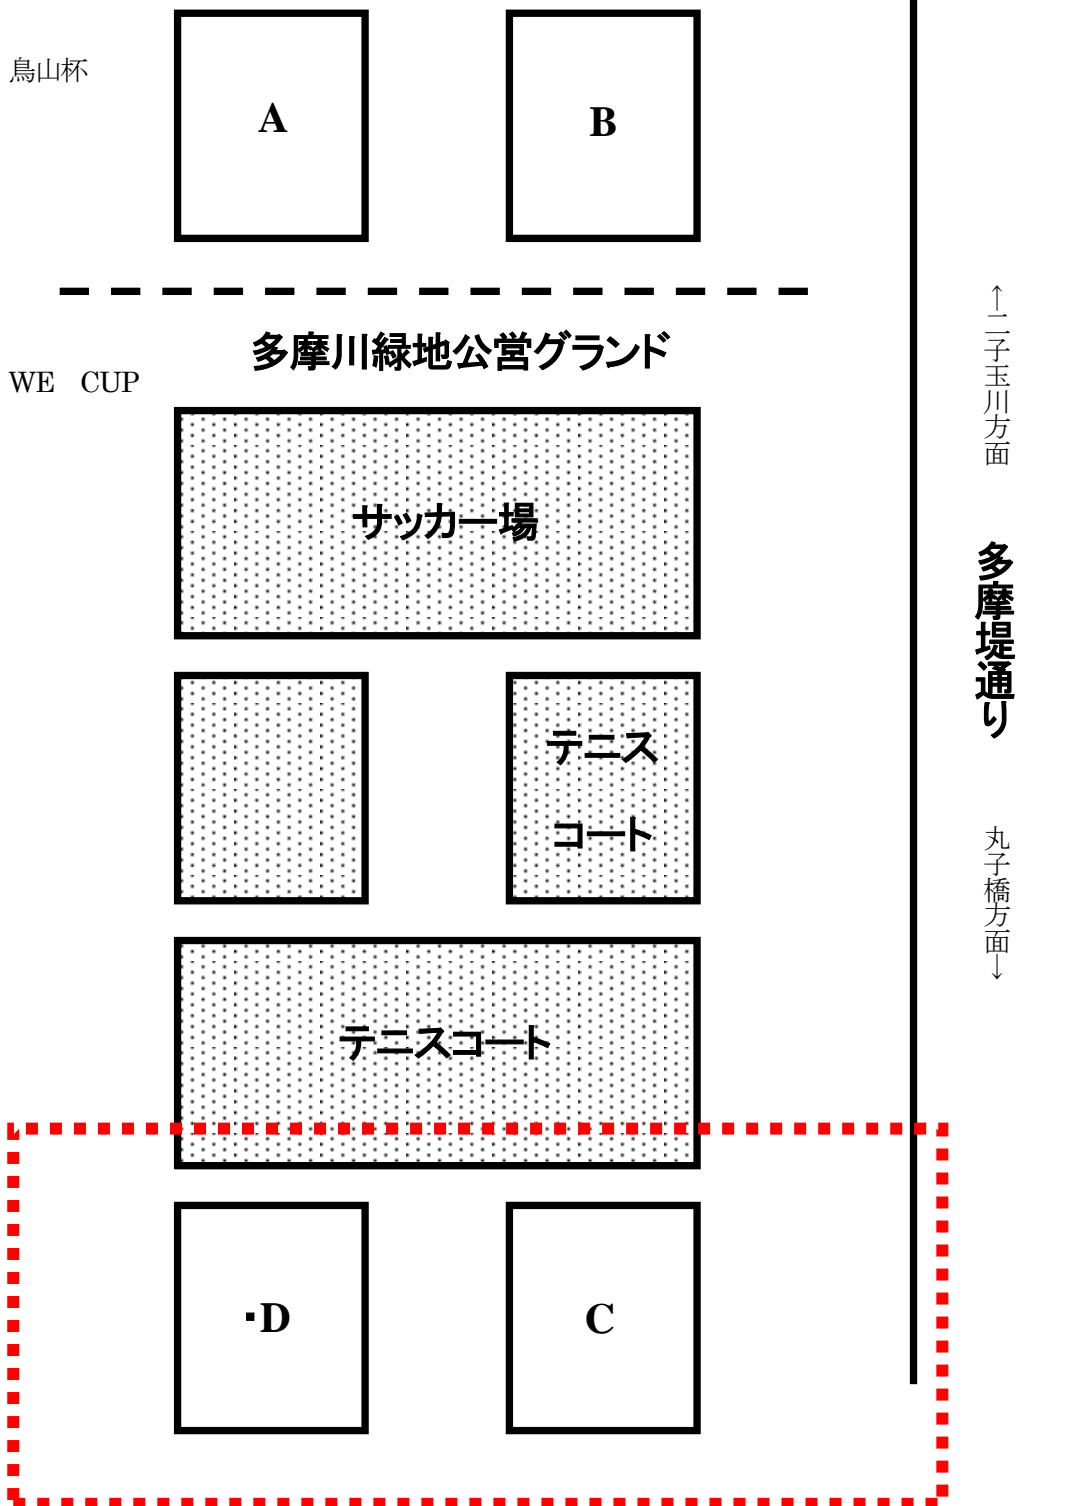 鳥山杯
A
B
多摩川緑地公営グランド
WE　CUP
サッカー場
テニス
コート
テニスコート
・D
C
←二子玉川方面
多摩堤通り
丸子橋方面→